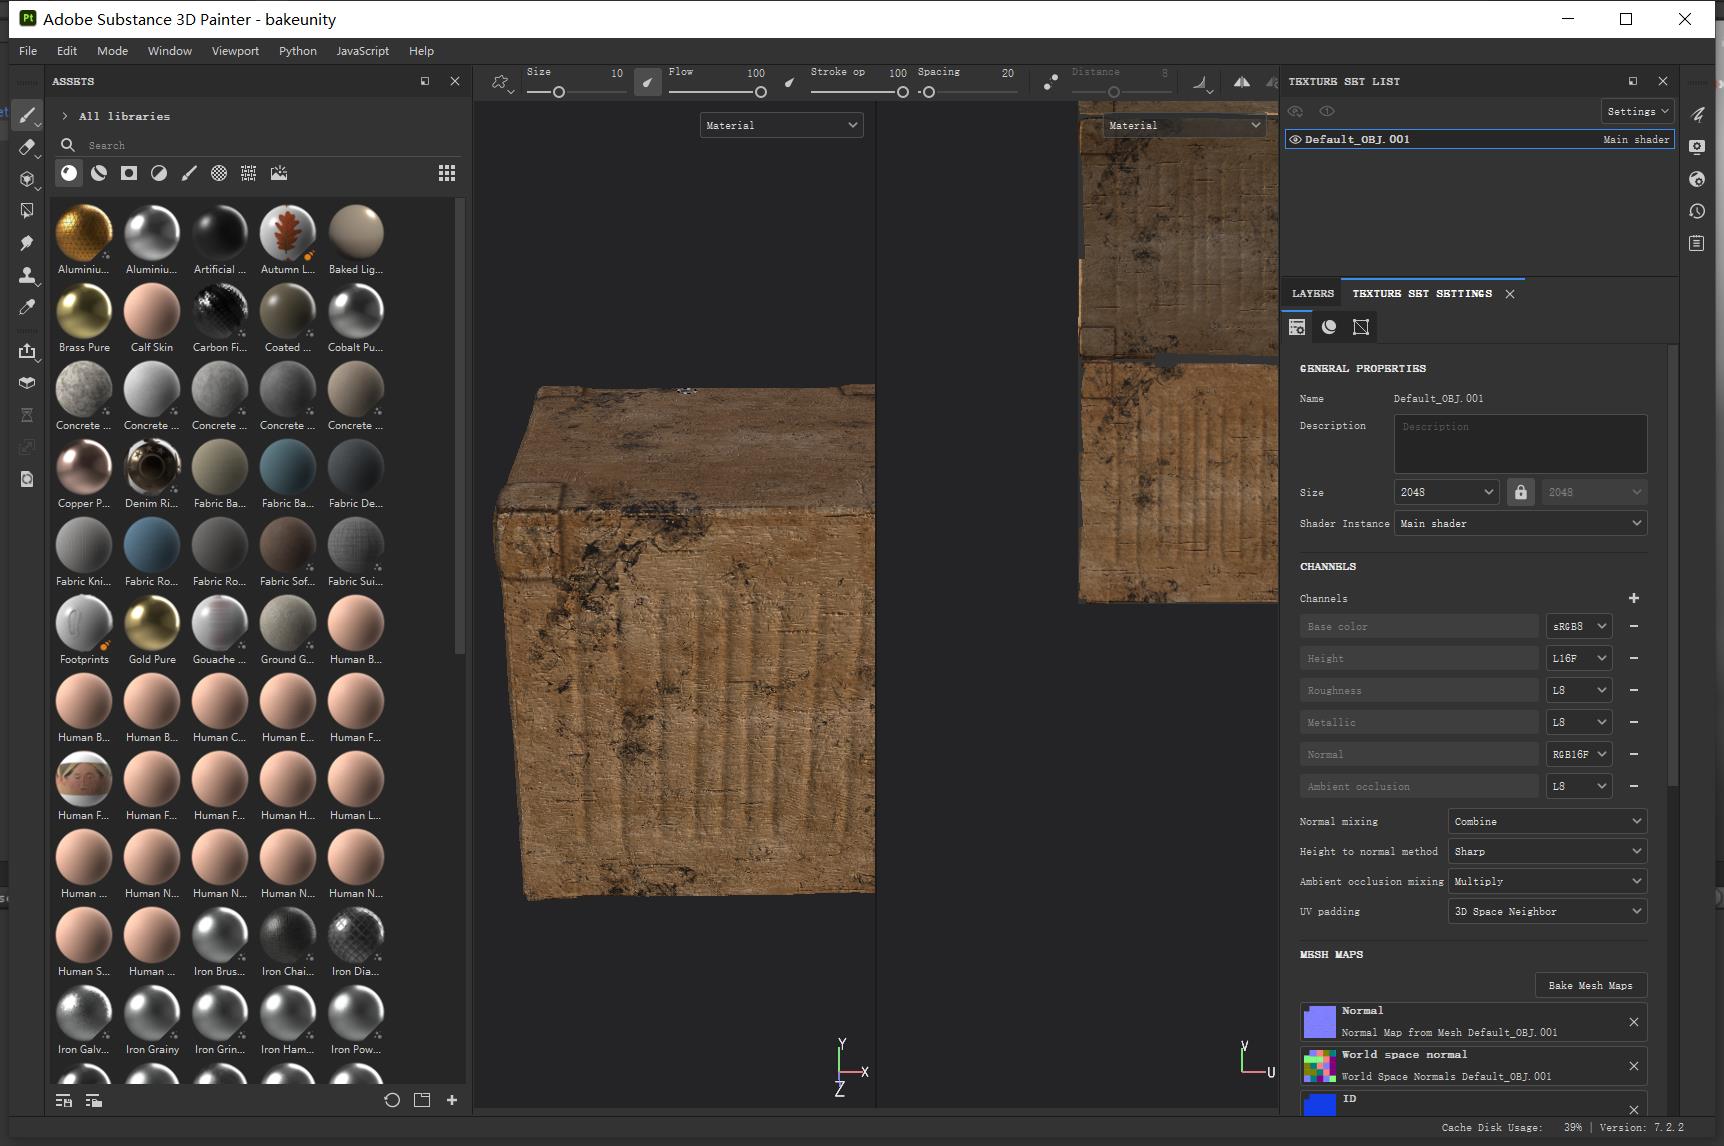 Pt Adobe Substance 3D Painter - bakeunity
File Edit Mode Window Viewport Python JavaScript Help
ASSETS
All libraries
Search
Aluminiu... Aluminiu... Artificial ... Autumn L... Baked Lig...
Brass Pure Calf Skin Carbon Fi... Coated ... Cobalt Pu...
Concrete ... Concrete ... Concrete ... Concrete ... Concrete ...
Copper P... Denim Ri... Fabric Ba... Fabric Ba... Fabric De...
Fabric Kni... Fabric Ro... Fabric Ro... Fabric Sof... Fabric Sui...
Footprints Gold Pure Gouache ... Ground G... Human B...
Human B... Human B... Human C... Human E... Human F...
Human F... Human F... Human F... Human H... Human L...
Human ... Human N... Human N... Human N... Human N...
Human S... Human ... Iron Brus... Iron Chai... Iron Dia...
Iron Galv... Iron Grainy Iron Grin... Iron Ham... Iron Pow...
Size 10 Flow 100 Stroke op 100 Spacing 20 Distance 8
Material
Material
Y
X
Z
V
U
TEXTURE SET LIST
Settings
Default_OBJ.001 Main shader
LAYERS TEXTURE SET SETTINGS
GENERAL PROPERTIES
Name Default_OBJ.001
Description Description
Size 2048 2048
Shader Instance Main shader
CHANNELS
Channels
Base color sRGB8
Height L16F
Roughness L8
Metallic L8
Normal RGB16F
Ambient occlusion L8
Normal mixing Combine
Height to normal method Sharp
Ambient occlusion mixing Multiply
UV padding 3D Space Neighbor
MESH MAPS
Bake Mesh Maps
Normal
Normal Map from Mesh Default_OBJ.001
World space normal
World Space Normals Default_OBJ.001
ID
Cache Disk Usage: 39% | Version: 7.2.2